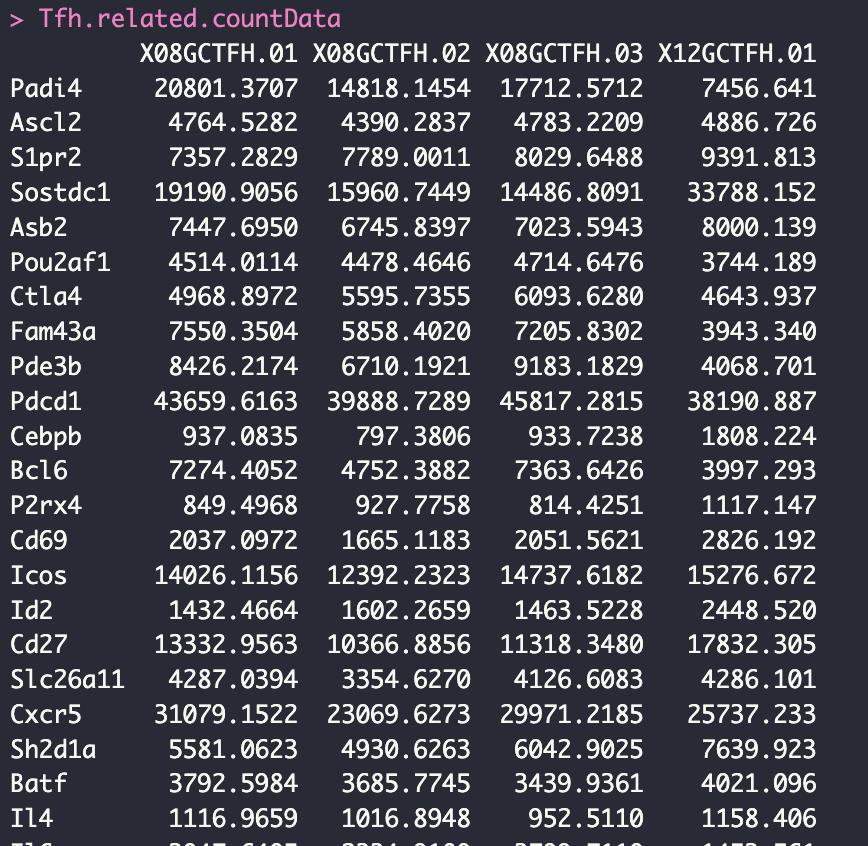 > Tfh.related.countData
X08GCTFH.01 X08GCTFH.02 X08GCTFH.03 X12GCTFH.01
Padi4 20801.3707 14818.1454 17712.5712 7456.641
Ascl2 4764.5282 4390.2837 4783.2209 4886.726
S1pr2 7357.2829 7789.0011 8029.6488 9391.813
Sostdc1 19190.9056 15960.7449 14486.8091 33788.152
Asb2 7447.6950 6745.8397 7023.5943 8000.139
Pou2af1 4514.0114 4478.4646 4714.6476 3744.189
Ctla4 4968.8972 5595.7355 6093.6280 4643.937
Fam43a 7550.3504 5858.4020 7205.8302 3943.340
Pde3b 8426.2174 6710.1921 9183.1829 4068.701
Pdcd1 43659.6163 39888.7289 45817.2815 38190.887
Cebpb 937.0835 797.3806 933.7238 1808.224
Bcl6 7274.4052 4752.3882 7363.6426 3997.293
P2rx4 849.4968 927.7758 814.4251 1117.147
Cd69 2037.0972 1665.1183 2051.5621 2826.192
Icos 14026.1156 12392.2323 14737.6182 15276.672
Id2 1432.4664 1602.2659 1463.5228 2448.520
Cd27 13332.9563 10366.8856 11318.3480 17832.305
Slc26a11 4287.0394 3354.6270 4126.6083 4286.101
Cxcr5 31079.1522 23069.6273 29971.2185 25737.233
Sh2d1a 5581.0623 4930.6263 6042.9025 7639.923
Batf 3792.5984 3685.7745 3439.9361 4021.096
Il4 1116.9659 1016.8948 952.5110 1158.406